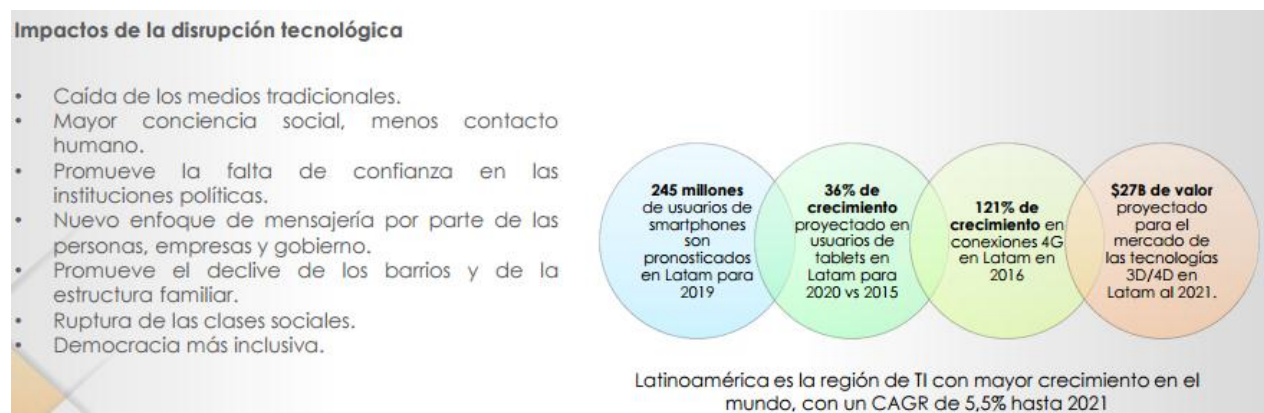 Impactos de la disrupción tecnológica
• Caída de los medios tradicionales.
• Mayor conciencia social, menos contacto
humano.
• Promueve la falta de confianza en las
instituciones políticas.
• Nuevo enfoque de mensajería por parte de las
personas, empresas y gobierno.
• Promueve el declive de los barrios y de la
estructura familiar.
• Ruptura de las clases sociales.
• Democracia más inclusiva.
245 millones
de usuarios de
smartphones
son
pronosticados
en Latam para
2019
36% de
crecimiento
proyectado en
usuarios de
tablets en
Latam para
2020 vs 2015
121% de
crecimiento en
conexiones 4G
en Latam en
2016
$27B de valor
proyectado
para el
mercado de
las tecnologías
3D/4D en
Latam al 2021.
Latinoamérica es la región de TI con mayor crecimiento en el
mundo, con un CAGR de 5,5% hasta 2021